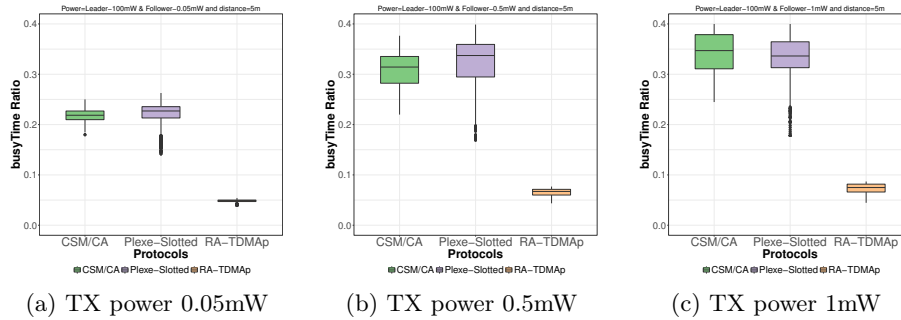 Power=Leader−100mW & Follower−0.05mW and distance=5m
0.4
0.3
0.2
0.1
0.0
busyTime Ratio
CSM/CA Plexe−Slotted RA−TDMAp
Protocols
CSM/CA Plexe−Slotted RA−TDMAp
(a) TX power 0.05mW
Power=Leader−100mW & Follower−0.5mW and distance=5m
0.4
0.3
0.2
0.1
0.0
busyTime Ratio
CSM/CA Plexe−Slotted RA−TDMAp
Protocols
CSM/CA Plexe−Slotted RA−TDMAp
(b) TX power 0.5mW
Power=Leader−100mW & Follower−1mW and distance=5m
0.4
0.3
0.2
0.1
0.0
busyTime Ratio
CSM/CA Plexe−Slotted RA−TDMAp
Protocols
CSM/CA Plexe−Slotted RA−TDMAp
(c) TX power 1mW